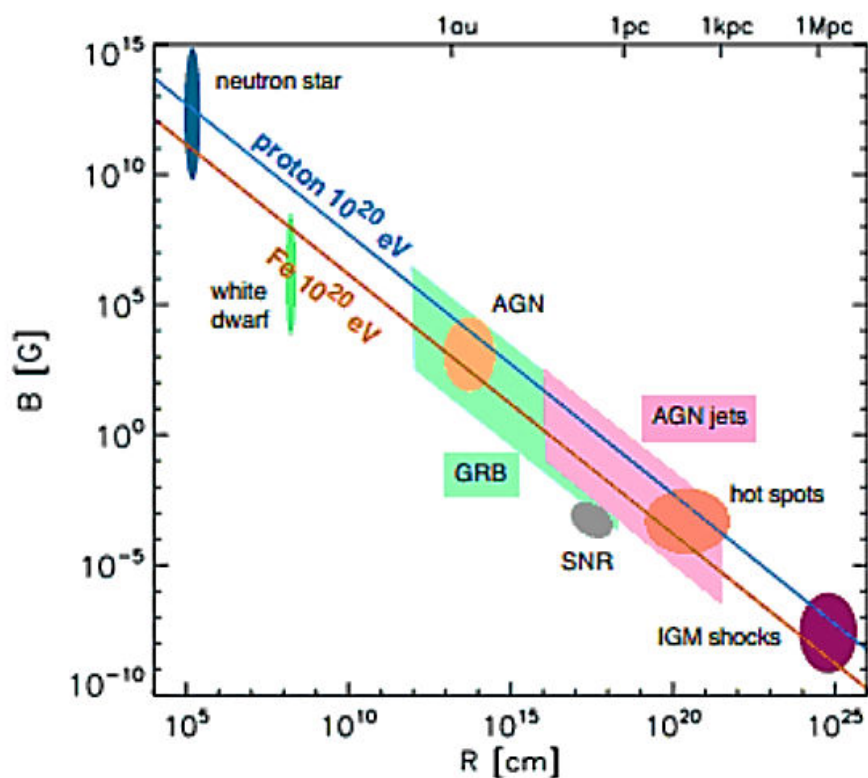 1au 1pc 1kpc 1Mpc
10^15
neutron star
10^10
proton 10^20 eV
Fe 10^20 eV
white
dwarf
10^5
AGN
B [G]
10^0
AGN jets
GRB
hot spots
10^-5
SNR
IGM shocks
10^-10
10^5 10^10 10^15 10^20 10^25
R [cm]